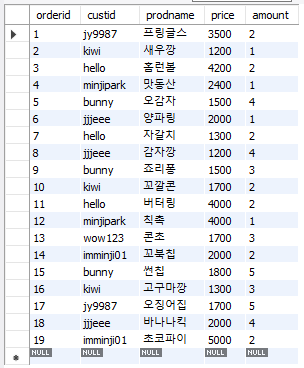 orderid custid prodname price amount
1 jy9987 프링글스 3500 2
2 kiwi 새우깡 1200 1
3 hello 홈런볼 4200 2
4 minjipark 맛동산 2400 1
5 bunny 오감자 1500 4
6 jjjeee 양파링 2000 1
7 hello 자갈치 1300 2
8 jjjeee 감자깡 1200 4
9 bunny 죠리퐁 1500 3
10 kiwi 꼬깔콘 1700 2
11 hello 버터링 4000 2
12 minjipark 칙촉 4000 1
13 wow123 콘초 1700 3
14 imminji01 꼬북칩 2000 2
15 bunny 썬칩 1800 5
16 kiwi 고구마깡 1300 3
17 jy9987 오징어집 1700 5
18 jjjeee 바나나킥 2000 4
19 imminji01 초코파이 5000 2
NULL NULL NULL NULL NULL